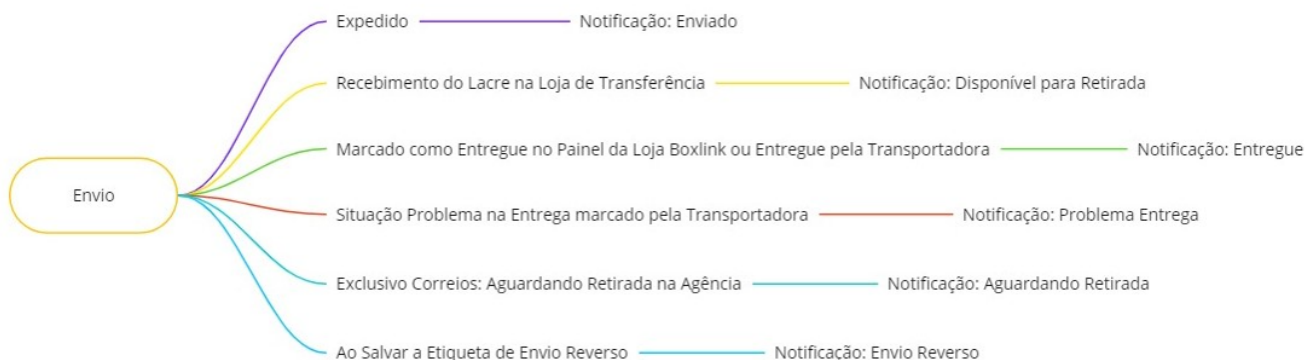 Expedido Notificação: Enviado
Recebimento do Lacre na Loja de Transferência Notificação: Disponível para Retirada
Marcado como Entregue no Painel da Loja Boxlink ou Entregue pela Transportadora Notificação: Entregue
Envio
Situação Problema na Entrega marcado pela Transportadora Notificação: Problema Entrega
Exclusivo Correios: Aguardando Retirada na Agência Notificação: Aguardando Retirada
Ao Salvar a Etiqueta de Envio Reverso Notificação: Envio Reverso